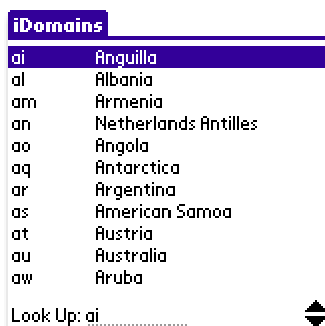 iDomains
ai Anguilla
al Albania
am Armenia
an Netherlands Antilles
ao Angola
aq Antarctica
ar Argentina
as American Samoa
at Austria
au Australia
aw Aruba
Look Up: ai